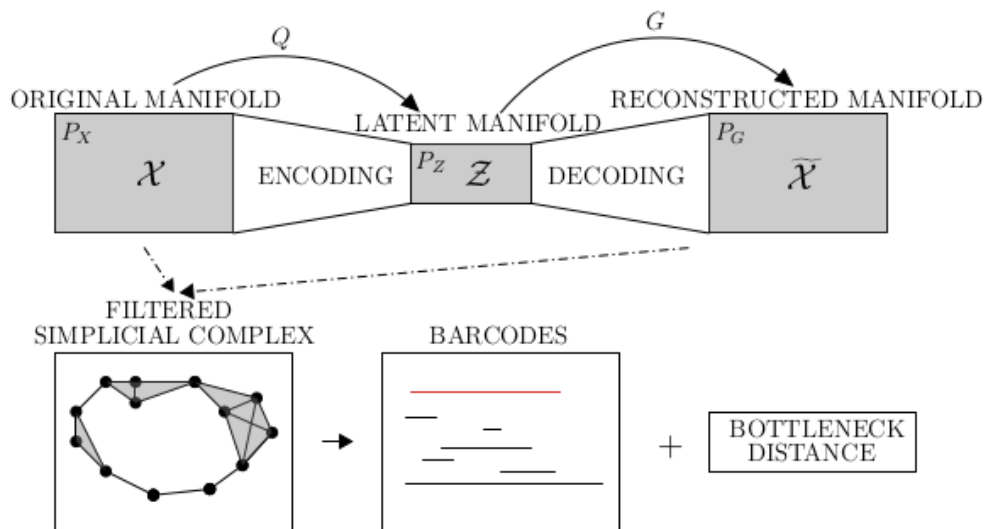 Q
G
ORIGINAL MANIFOLD
LATENT MANIFOLD
RECONSTRUCTED MANIFOLD
P_X
𝒳
ENCODING
P_Z
𝒵
DECODING
P_G
𝒳̃
FILTERED
SIMPLICIAL COMPLEX
BARCODES
+
BOTTLENECK
DISTANCE